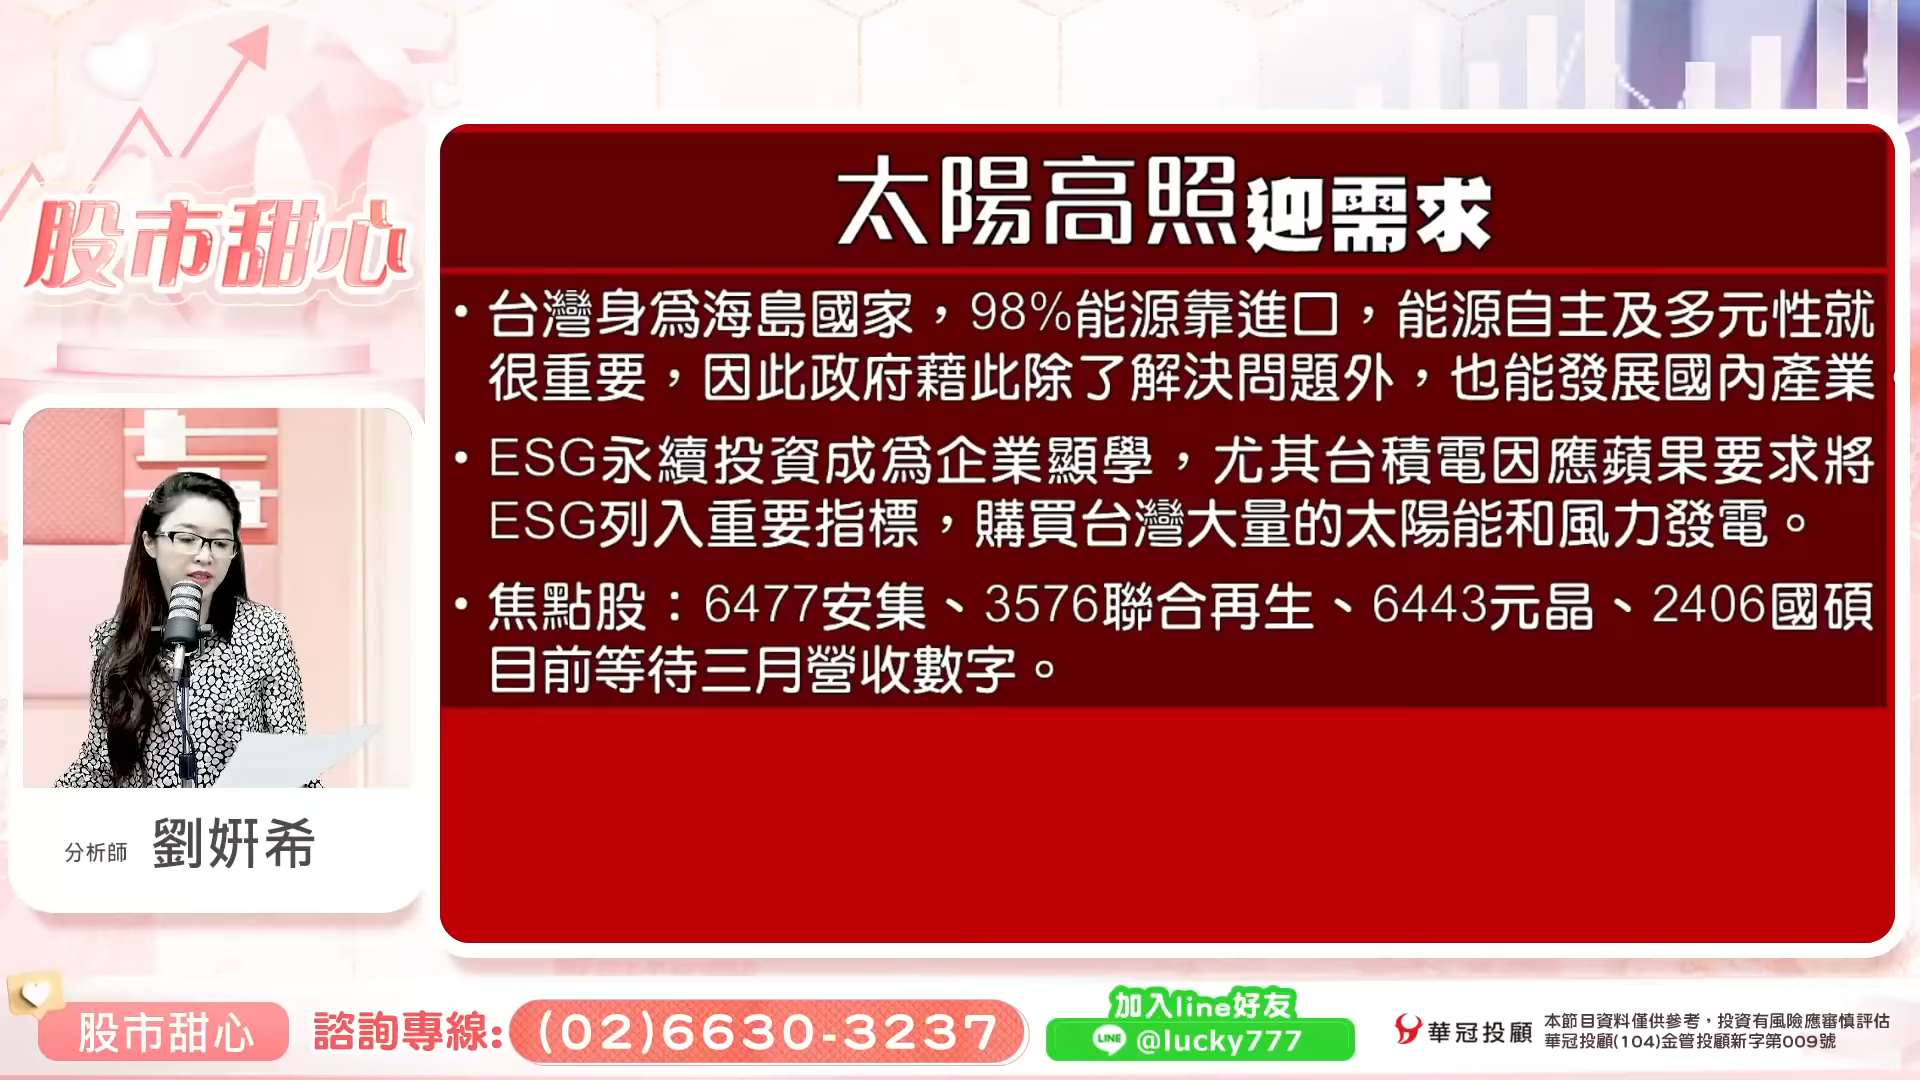 股市甜心
太陽高照迎需求
• 台灣身為海島國家，98%能源靠進口，能源自主及多元性就
很重要，因此政府藉此除了解決問題外，也能發展國內產業
• ESG永續投資成為企業顯學，尤其台積電因應蘋果要求將
ESG列入重要指標，購買台灣大量的太陽能和風力發電。
• 焦點股：6477安集、3576聯合再生、6443元晶、2406國碩
目前等待三月營收數字。
分析師 劉妍希
股市甜心
諮詢專線:(02)6630-3237
加入line好友
LINE @lucky777
華冠投顧
本節目資料僅供參考，投資有風險應審慎評估
華冠投顧(104)金管投顧新字第009號